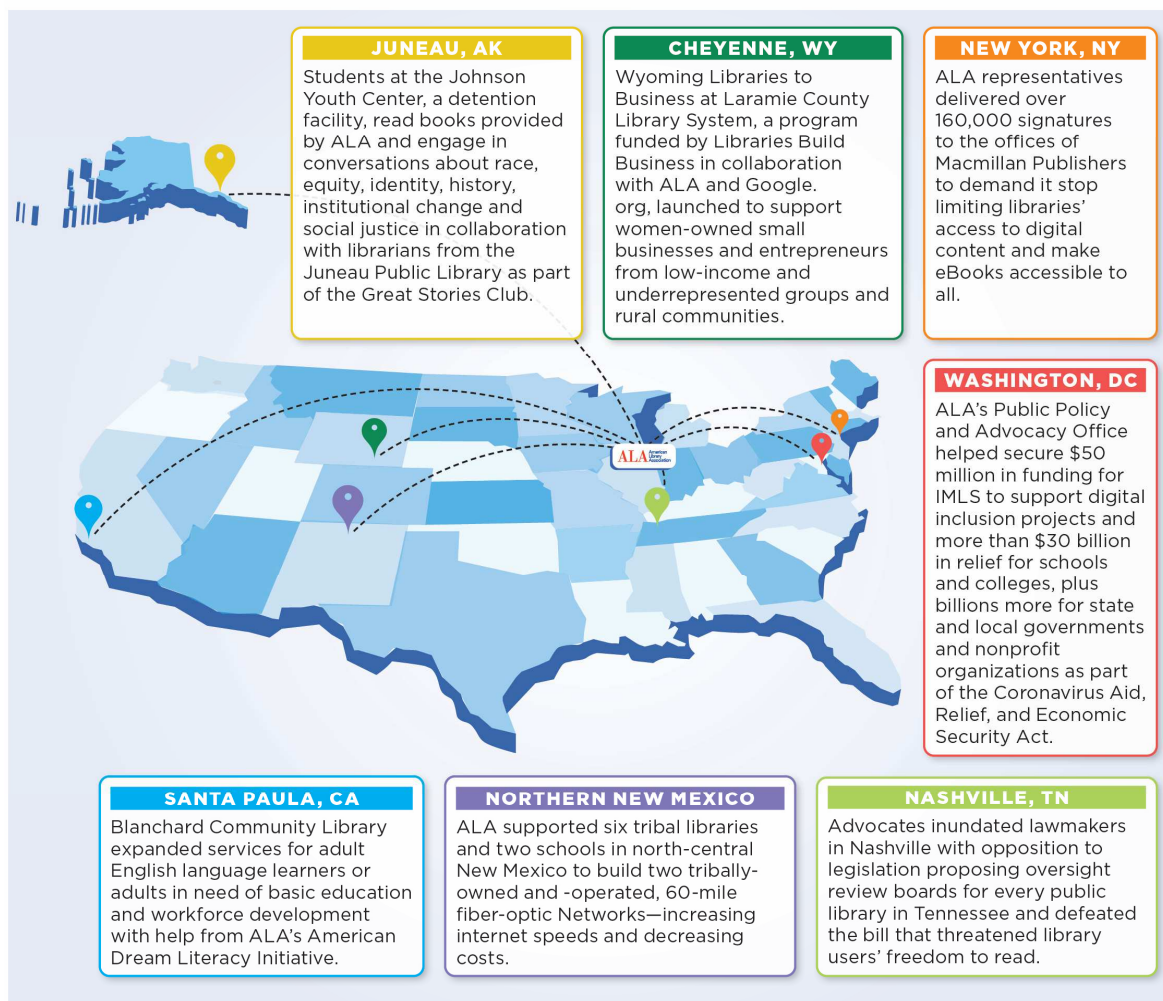 JUNEAU, AK
Students at the Johnson
Youth Center, a detention
facility, read books provided
by ALA and engage in
conversations about race,
equity, identity, history,
institutional change and
social justice in collaboration
with librarians from the
Juneau Public Library as part
of the Great Stories Club.
CHEYENNE, WY
Wyoming Libraries to
Business at Laramie County
Library System, a program
funded by Libraries Build
Business in collaboration
with ALA and Google.
org, launched to support
women-owned small
businesses and entrepreneurs
from low-income and
underrepresented groups and
rural communities.
NEW YORK, NY
ALA representatives
delivered over
160,000 signatures
to the offices of
Macmillan Publishers
to demand it stop
limiting libraries’
access to digital
content and make
eBooks accessible to
all.
ALA American
Library
Association
WASHINGTON, DC
ALA’s Public Policy
and Advocacy Office
helped secure $50
million in funding for
IMLS to support digital
inclusion projects and
more than $30 billion
in relief for schools
and colleges, plus
billions more for state
and local governments
and nonprofit
organizations as part
of the Coronavirus Aid,
Relief, and Economic
Security Act.
SANTA PAULA, CA
Blanchard Community Library
expanded services for adult
English language learners or
adults in need of basic education
and workforce development
with help from ALA’s American
Dream Literacy Initiative.
NORTHERN NEW MEXICO
ALA supported six tribal libraries
and two schools in north-central
New Mexico to build two tribally-
owned and -operated, 60-mile
fiber-optic Networks—increasing
internet speeds and decreasing
costs.
NASHVILLE, TN
Advocates inundated lawmakers
in Nashville with opposition to
legislation proposing oversight
review boards for every public
library in Tennessee and defeated
the bill that threatened library
users’ freedom to read.